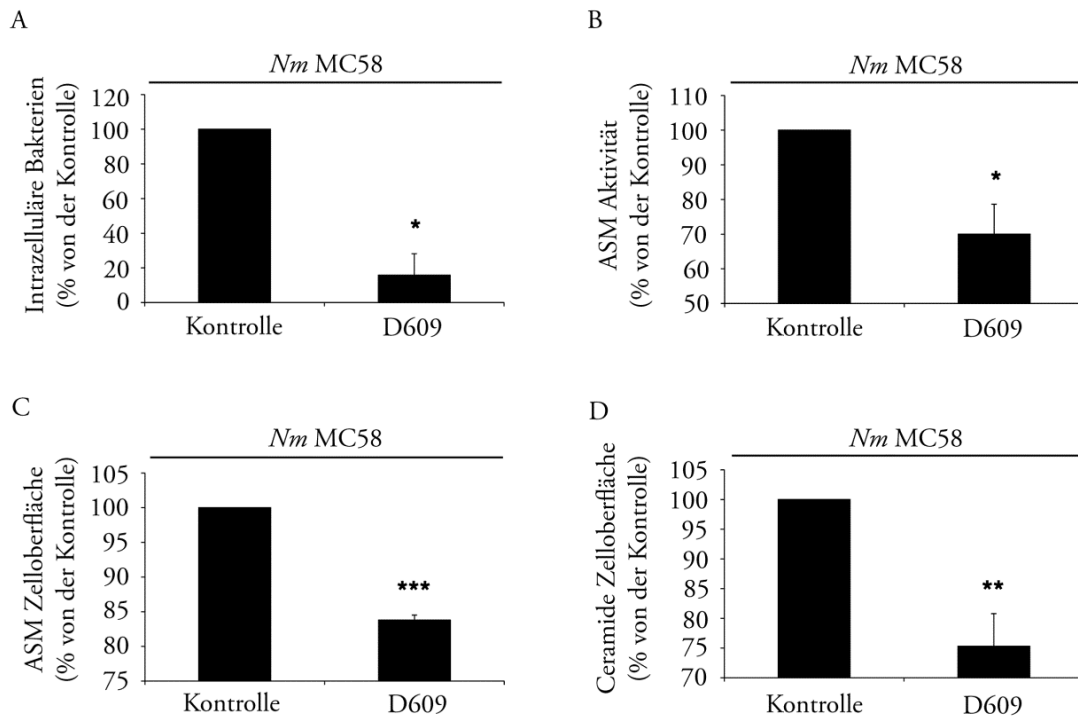 A
Nm MC58
Intrazelluläre Bakterien
(% von der Kontrolle)
120
100
80
60
40
20
0
*
Kontrolle
D609
B
Nm MC58
ASM Aktivität
(% von der Kontrolle)
110
100
90
80
70
60
50
*
Kontrolle
D609
C
Nm MC58
ASM Zelloberfläche
(% von der Kontrolle)
105
100
95
90
85
80
75
***
Kontrolle
D609
D
Nm MC58
Ceramide Zelloberfläche
(% von der Kontrolle)
105
100
95
90
85
80
75
70
**
Kontrolle
D609